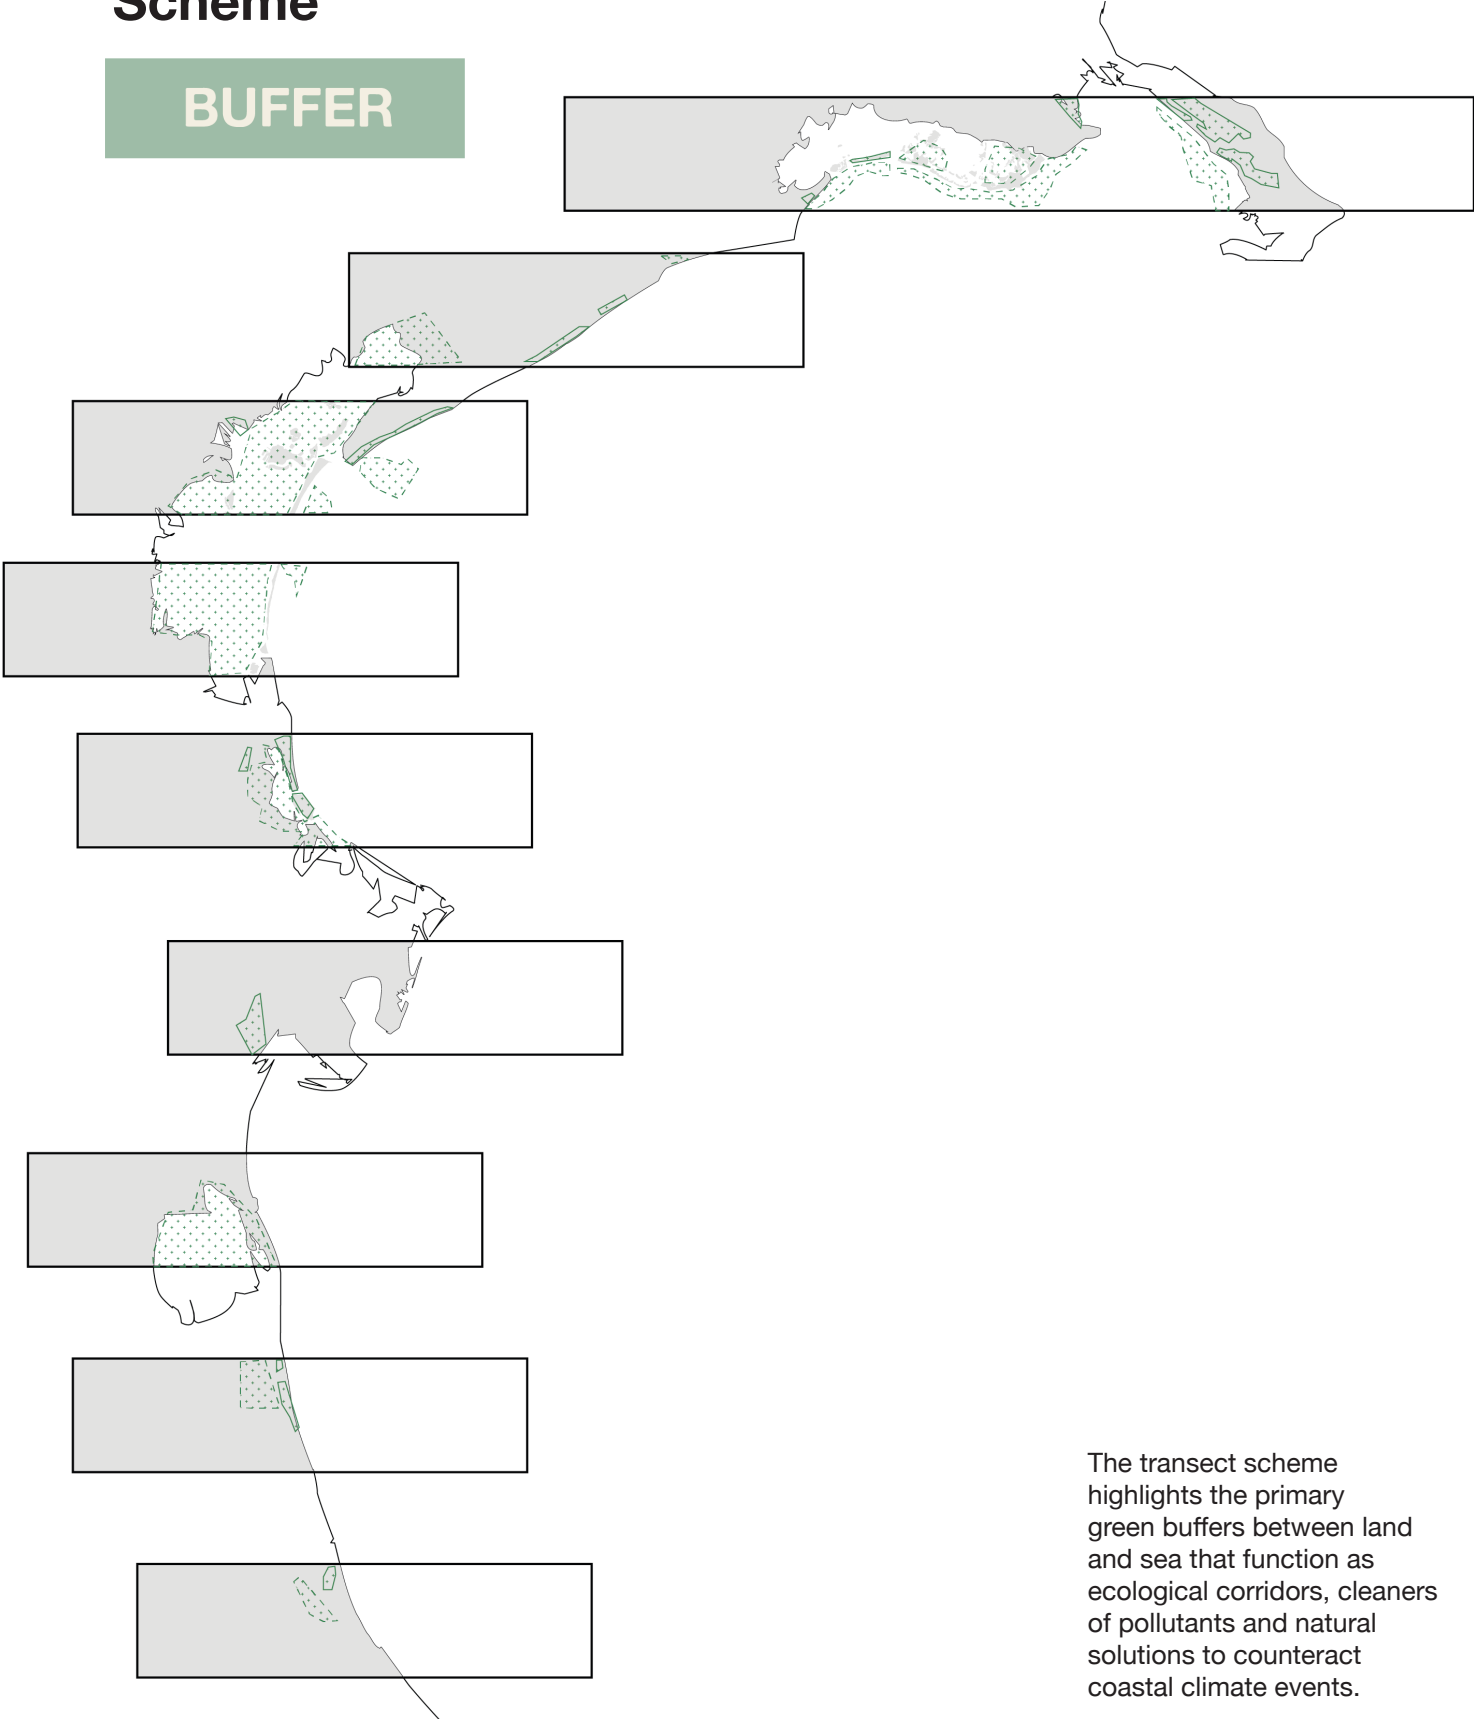 Scheme
BUFFER
The transect scheme
highlights the primary
green buffers between land
and sea that function as
ecological corridors, cleaners
of pollutants and natural
solutions to counteract
coastal climate events.